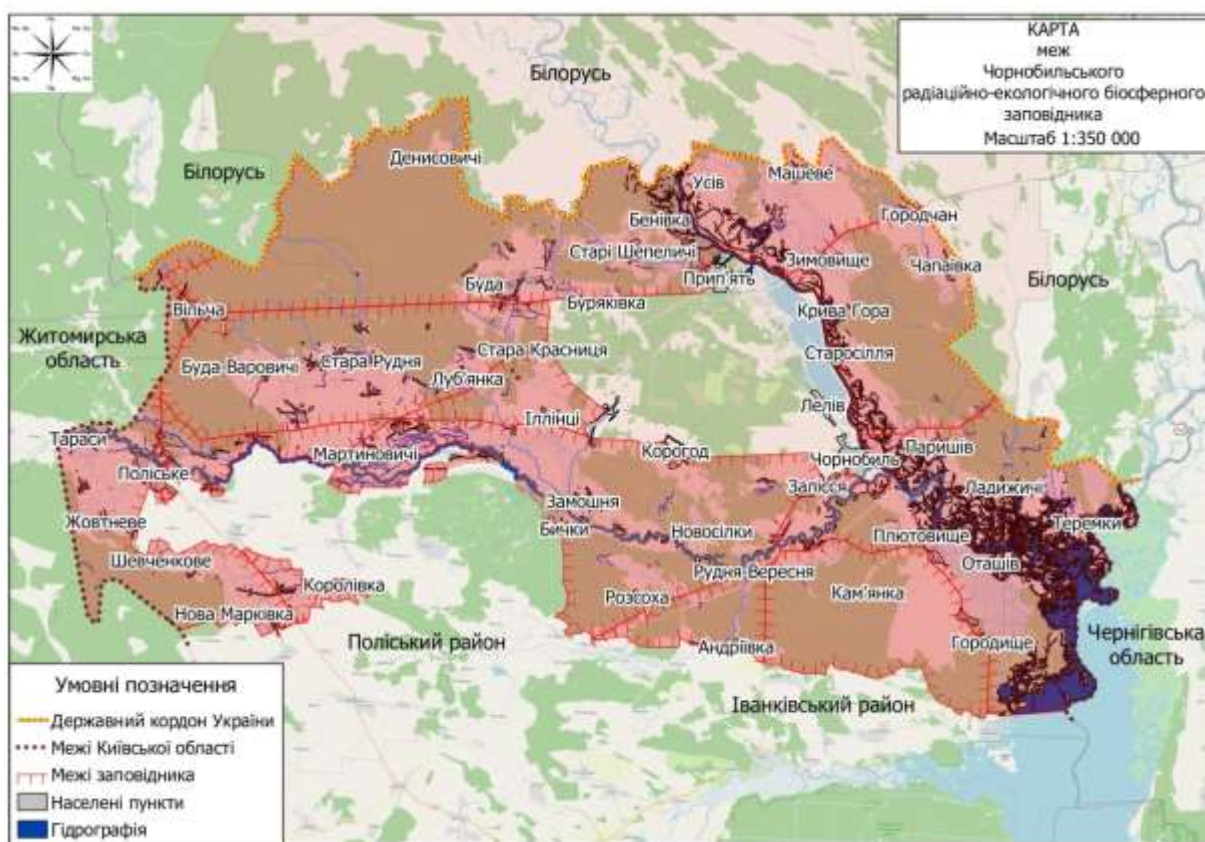 КАРТА
меж
Чорнобильського
радіаційно-екологічного біосферного
заповідника
Масштаб 1:350 000
Білорусь
Денисовичі
Білорусь
Усів
Машеве
Бенівка
Городчан
Старі Шепеличі
Зимовище
Чапаївка
Прип'ять
Білорусь
Буда
Буряківка
Вільча
Крива Гора
Житомирська
область
Стара Красниця
Старосілля
Буда Варовичі
Стара Рудня
Луб'янка
Лелів
Іллінці
Тараси
Паришів
Мартиновичі
Корогод
Чорнобиль
Поліське
Залісся
Ладижичі
Замошня
Жовтневе
Бички
Новосілки
Плютовище
Теремки
Шевченкове
Рудня Вересня
Оташів
Королівка
Розсоха
Кам'янка
Нова Марківка
Поліський район
Андріївка
Городище
Чернігівська
область
Іванківський район
Умовні позначення
Державний кордон України
Межі Київської області
Межі заповідника
Населені пункти
Гідрографія